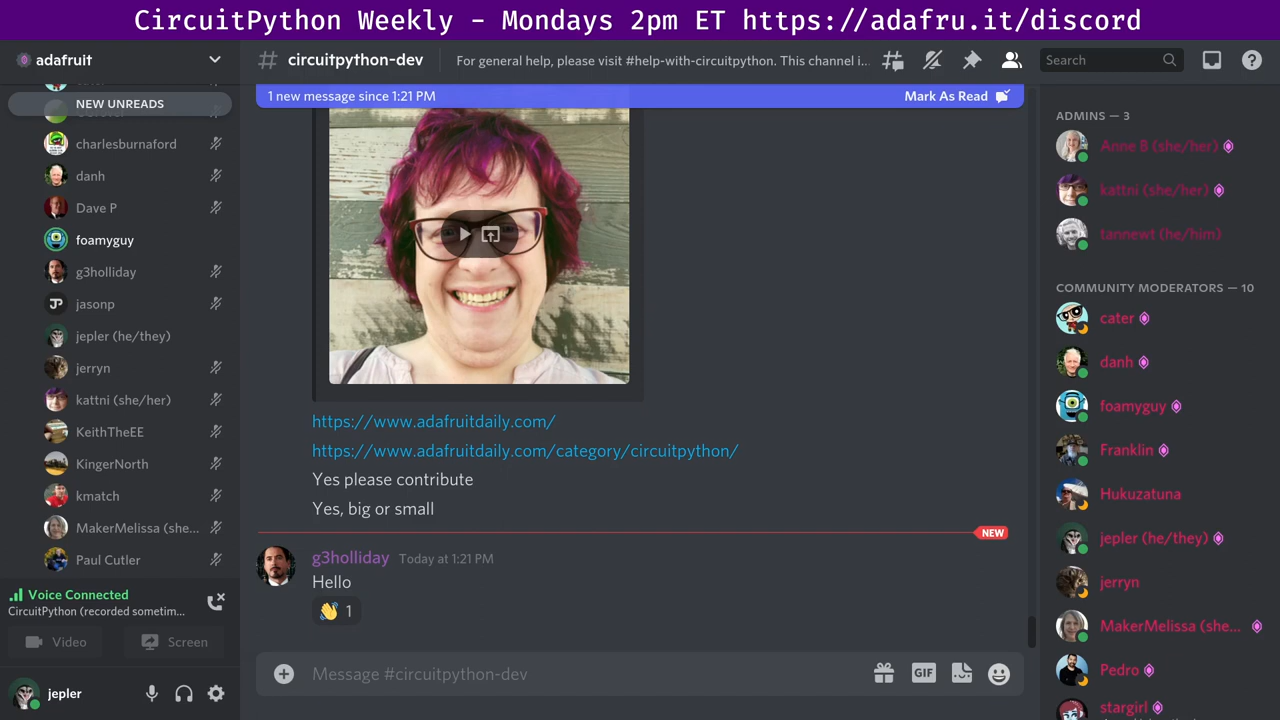 CircuitPython Weekly - Mondays 2pm ET https://adafru.it/discord
adafruit
NEW UNREADS
charlesburnaford
danh
Dave P
foamyguy
g3holliday
jasonp
JP
jepler (he/they)
jerryn
kattni (she/her)
KeithTheEE
KingerNorth
kmatch
MakerMelissa (she...
Paul Cutler
Voice Connected
CircuitPython (recorded sometim...
Video
Screen
jepler
circuitpython-dev
For general help, please visit #help-with-circuitpython. This channel i...
Search
1 new message since 1:21 PM
Mark As Read
https://www.adafruitdaily.com/
https://www.adafruitdaily.com/category/circuitpython/
Yes please contribute
Yes, big or small
NEW
g3holliday Today at 1:21 PM
Hello
1
Message #circuitpython-dev
GIF
ADMINS — 3
Anne B (she/her)
kattni (she/her)
tannewt (he/him)
COMMUNITY MODERATORS — 10
cater
danh
foamyguy
Franklin
Hukuzatuna
jepler (he/they)
jerryn
MakerMelissa (she...
Pedro
stargirl